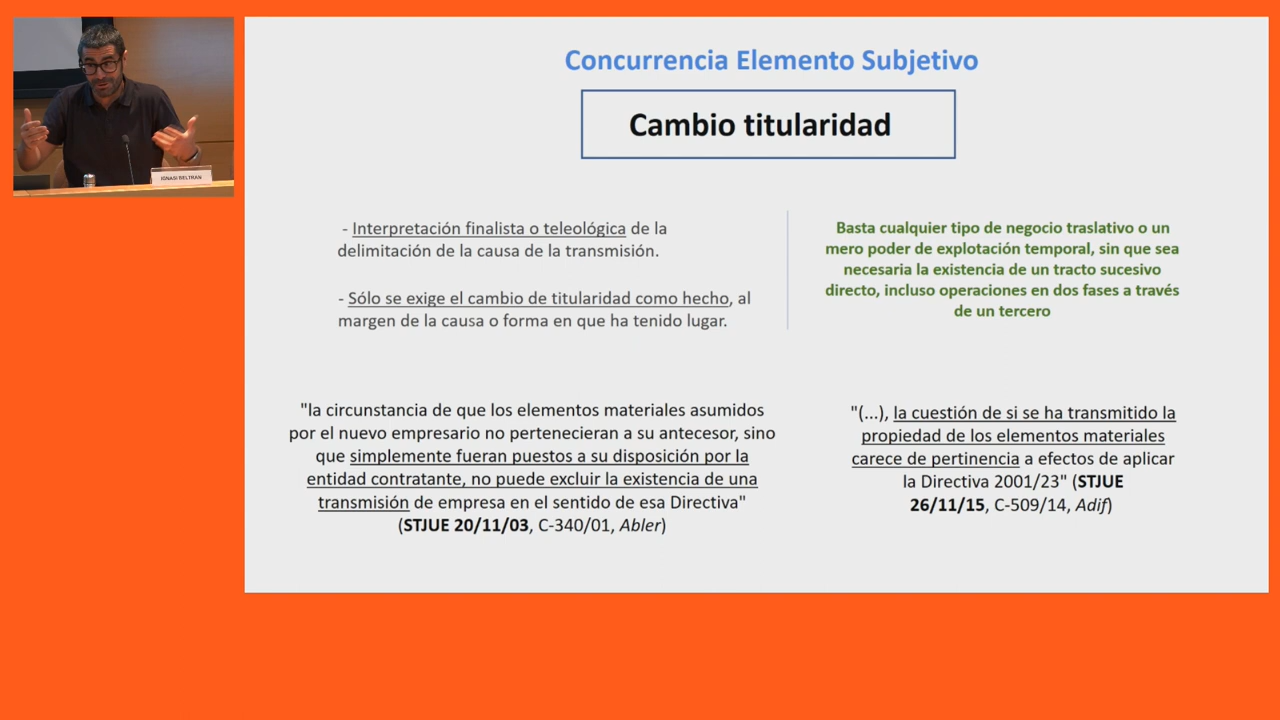 Concurrencia Elemento Subjetivo
Cambio titularidad
- Interpretación finalista o teleológica de la
delimitación de la causa de la transmisión.
- Sólo se exige el cambio de titularidad como hecho, al
margen de la causa o forma en que ha tenido lugar.
Basta cualquier tipo de negocio traslativo o un
mero poder de explotación temporal, sin que sea
necesaria la existencia de un tracto sucesivo
directo, incluso operaciones en dos fases a través
de un tercero
"la circunstancia de que los elementos materiales asumidos
por el nuevo empresario no pertenecieran a su antecesor, sino
que simplemente fueran puestos a su disposición por la
entidad contratante, no puede excluir la existencia de una
transmisión de empresa en el sentido de esa Directiva"
(STJUE 20/11/03, C-340/01, Abler)
"(...), la cuestión de si se ha transmitido la
propiedad de los elementos materiales
carece de pertinencia a efectos de aplicar
la Directiva 2001/23" (STJUE
26/11/15, C-509/14, Adif)
IGNASI BELTRAN